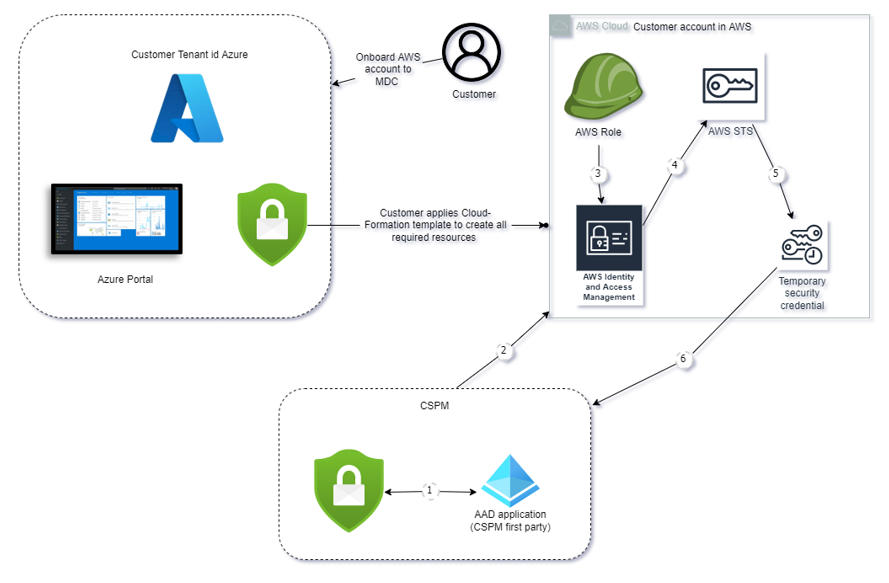 Customer Tenant id Azure
Azure Portal
Onboard AWS
account to
MDC
Customer
Customer applies Cloud-
Formation template to create all
required resources
AWS Cloud Customer account in AWS
AWS Role
AWS STS
3
4
5
AWS Identity
and Access
Management
Temporary
security
credential
2
6
CSPM
1
AAD application
(CSPM first party)